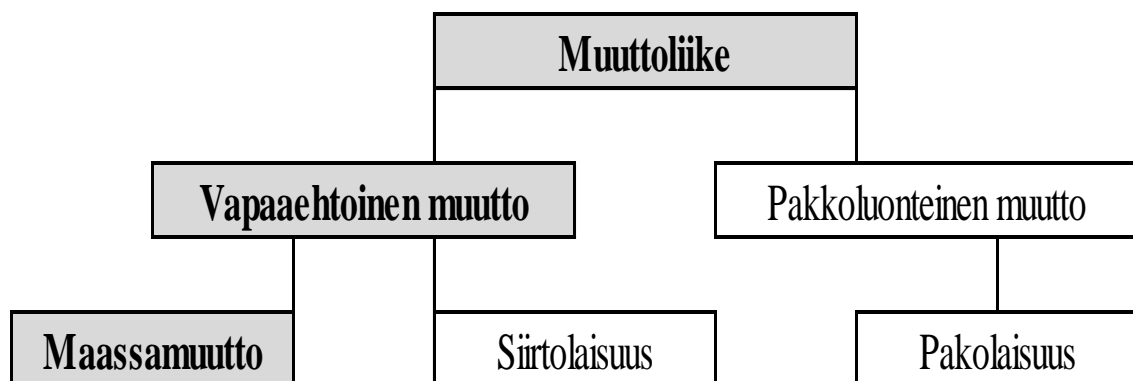 Muuttoliike
Vapaaehtoinen muutto
Pakkoluonteinen muutto
Maassamuutto
Siirtolaisuus
Pakolaisuus